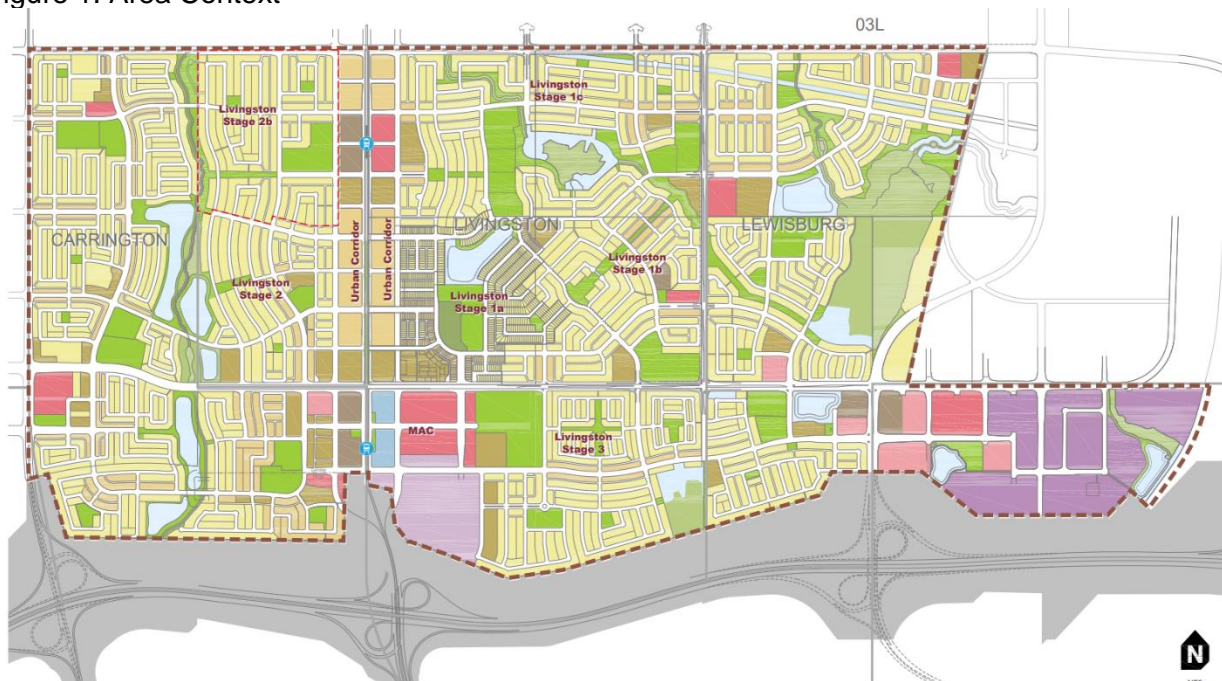 Figure 1: Area Context
03L
Livingston
Stage 1c
Livingston
Stage 2b
CARRINGTON
LIVINGSTON
LEWISBURG
Urban Corridor
Urban Corridor
Livingston
Stage 2
Livingston
Stage 1b
Livingston
Stage 1a
MAC
Livingston
Stage 3
N